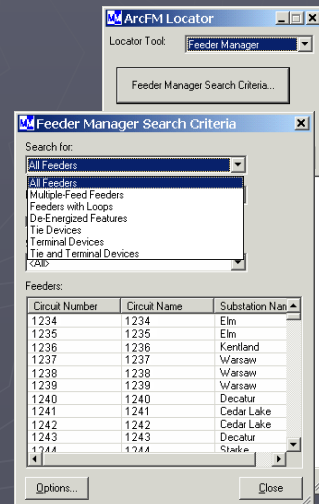 ArcFM Locator
Locator Tool: Feeder Manager
Feeder Manager Search Criteria...
Feeder Manager Search Criteria
Search for:
All Feeders
All Feeders
Multiple-Feed Feeders
Feeders with Loops
De-Energized Features
Tie Devices
Terminal Devices
Tie and Terminal Devices
<All>
Feeders:
Circuit Number Circuit Name Substation Nam
1234 1234 Elm
1235 1235 Elm
1236 1236 Kentland
1237 1237 Warsaw
1238 1238 Warsaw
1239 1239 Warsaw
1240 1240 Decatur
1241 1241 Cedar Lake
1242 1242 Cedar Lake
1243 1243 Decatur
1244 1244 Starke
Options... Close